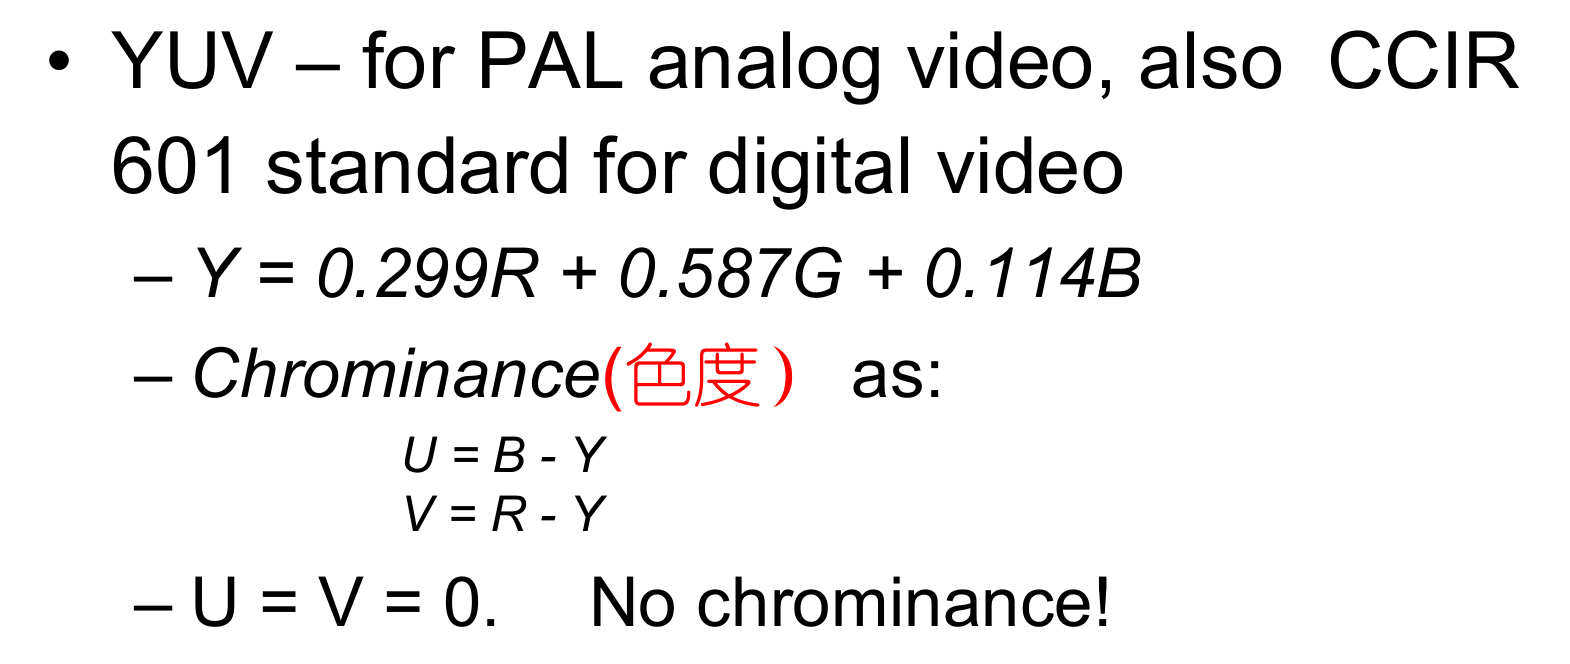 • YUV – for PAL analog video, also CCIR
601 standard for digital video
– Y = 0.299R + 0.587G + 0.114B
– Chrominance(色度） as:
U = B - Y
V = R - Y
– U = V = 0. No chrominance!